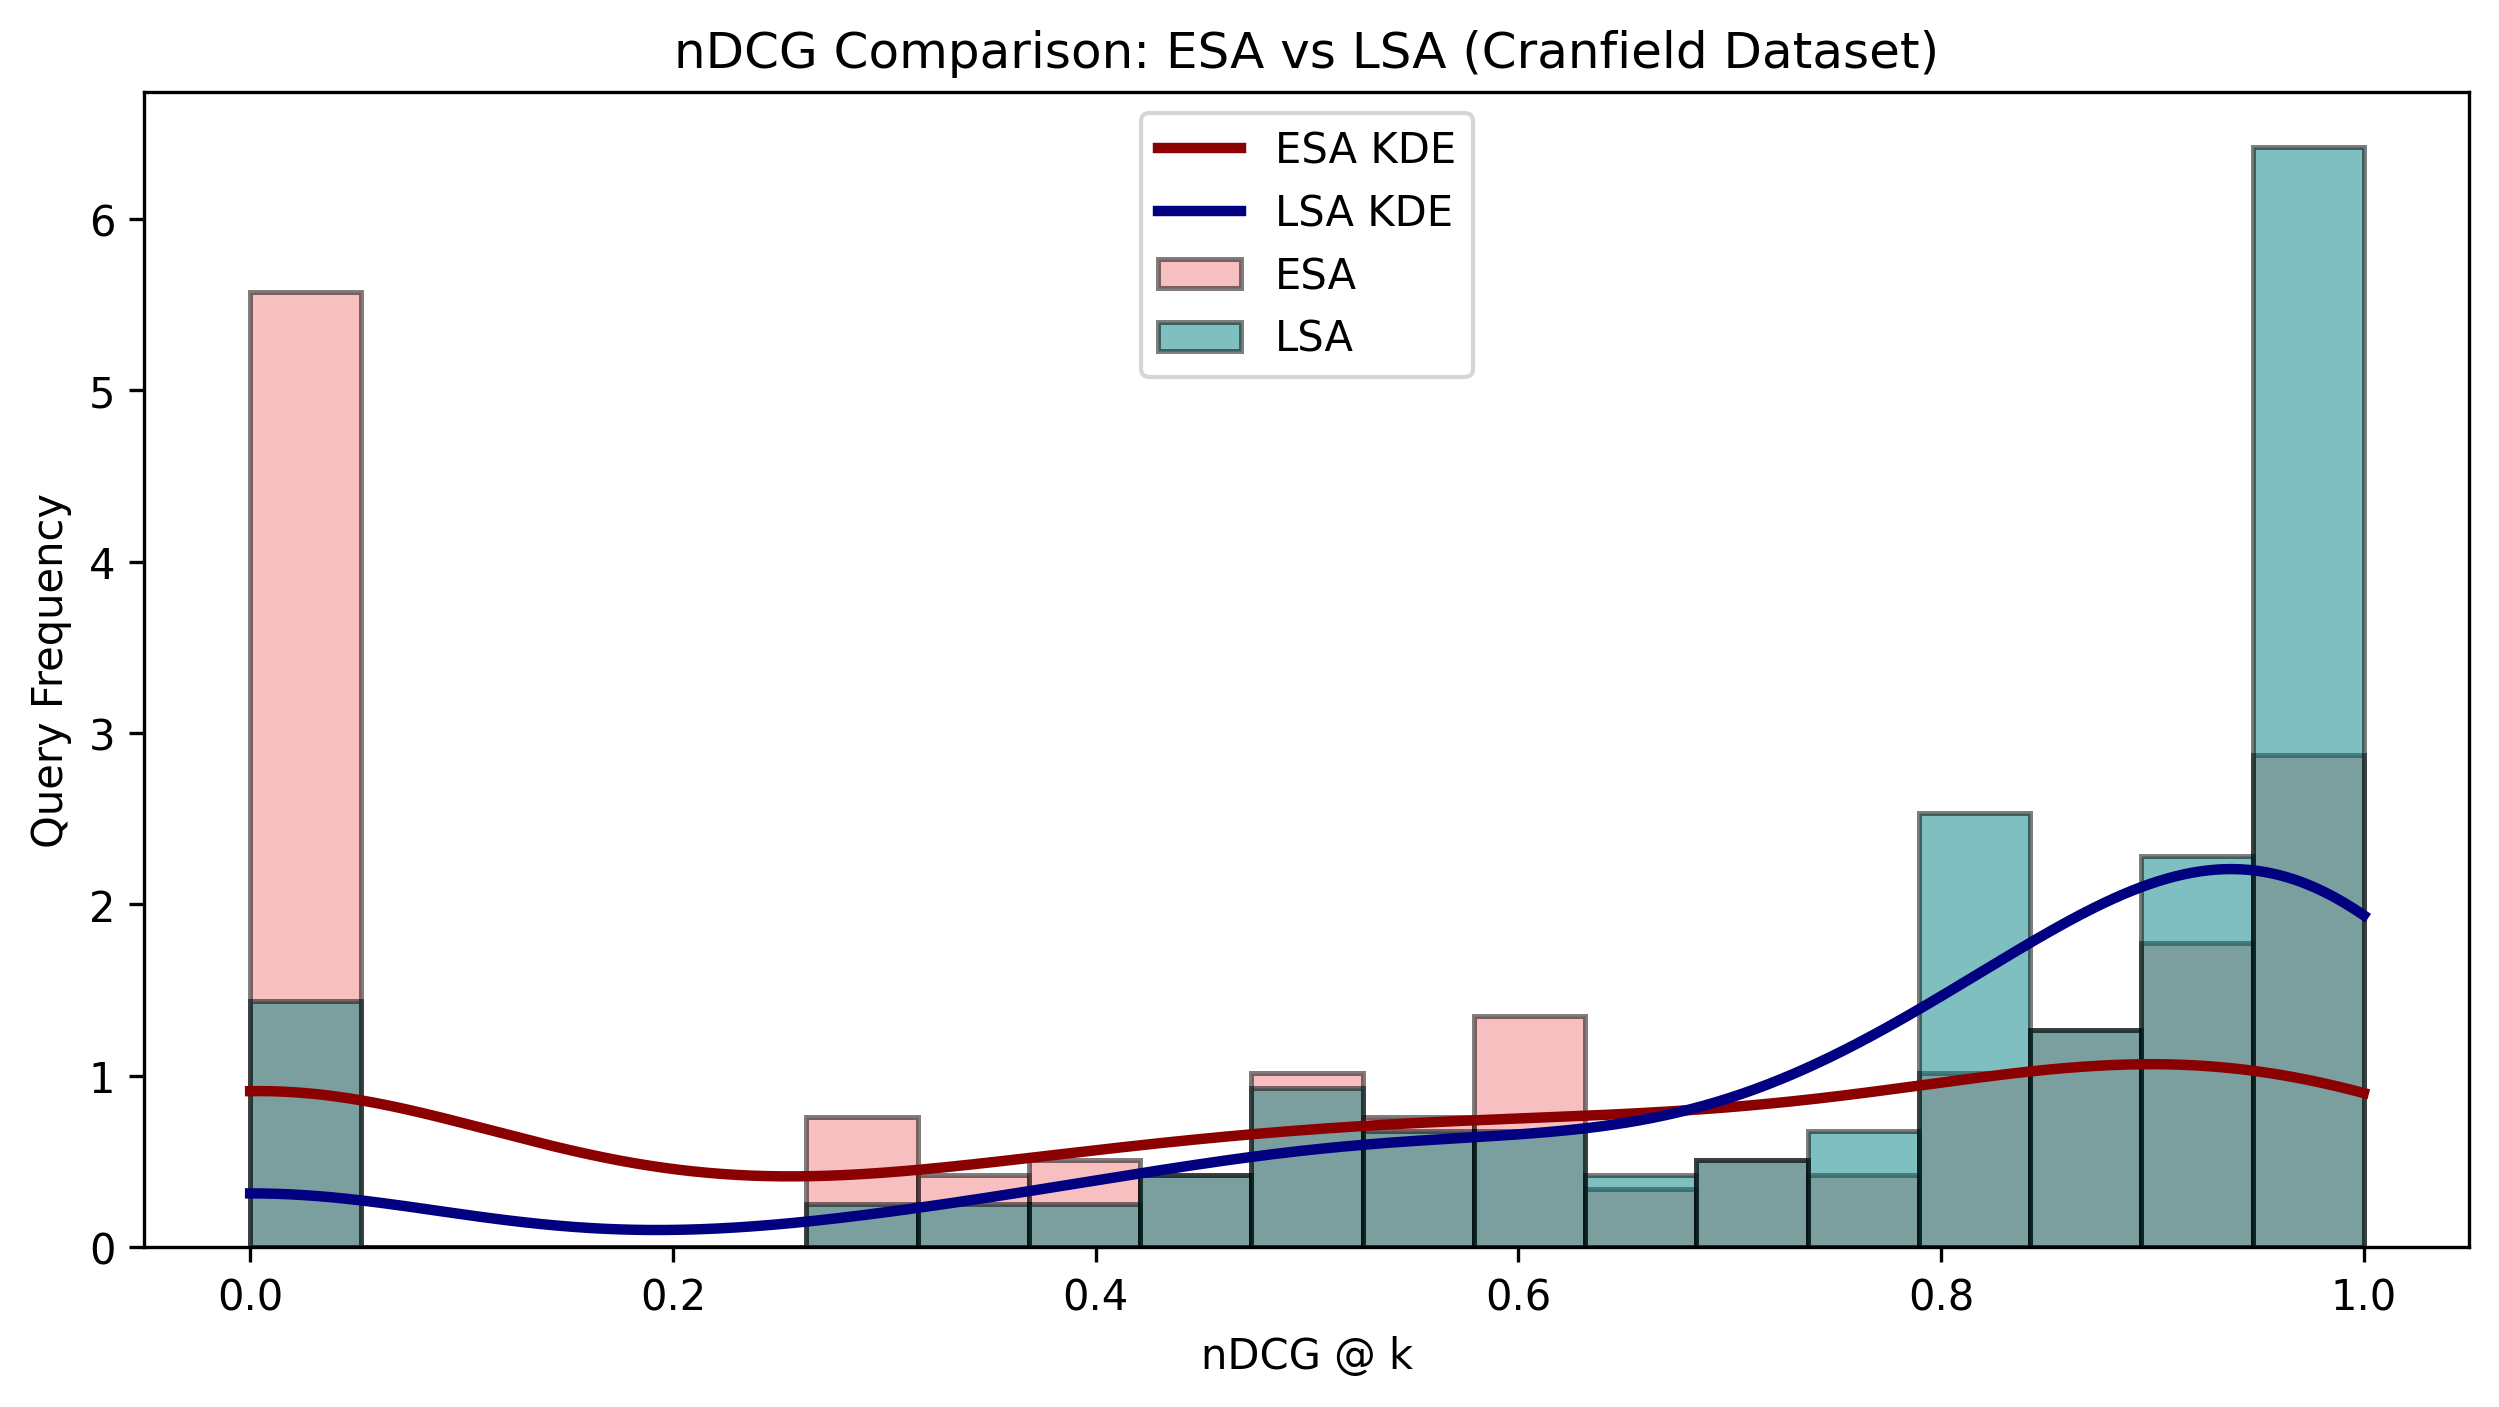 nDCG Comparison: ESA vs LSA (Cranfield Dataset)
ESA KDE
LSA KDE
ESA
LSA
Query Frequency
6
5
4
3
2
1
0
0.0 0.2 0.4 0.6 0.8 1.0
nDCG @ k